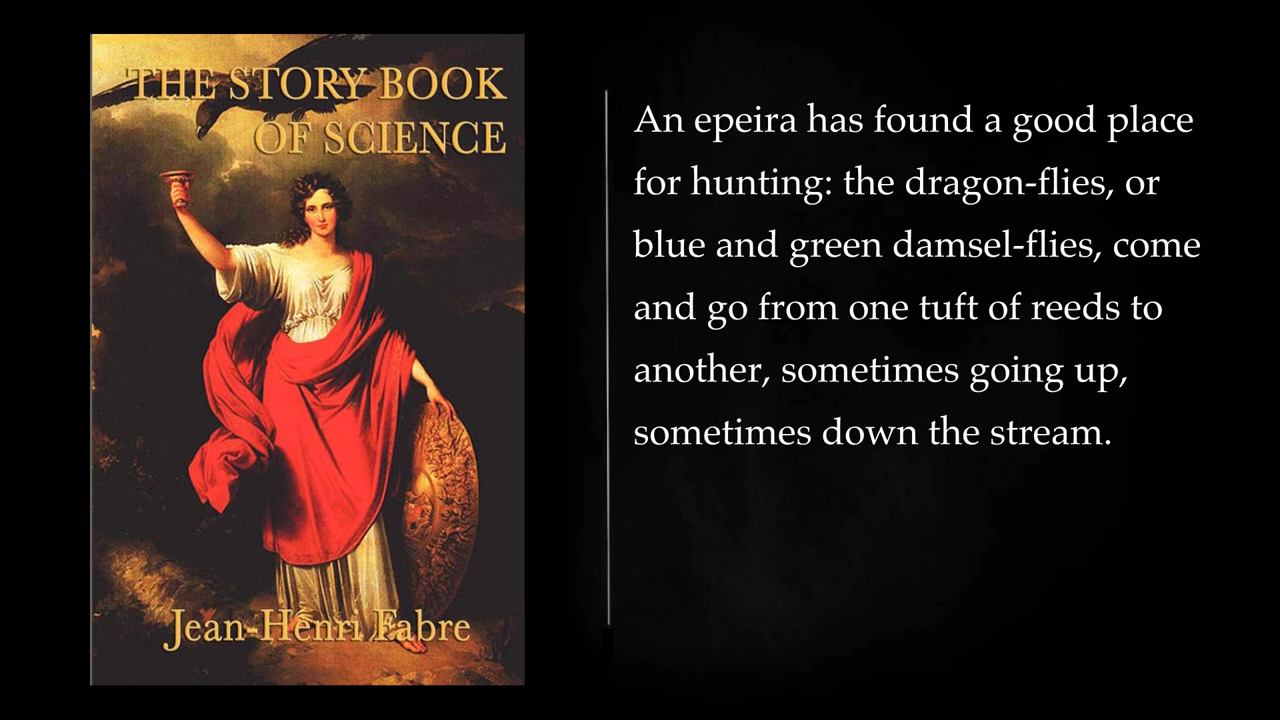 THE STORY BOOK
OF SCIENCE
Jean-Henri Fabre
An epeira has found a good place
for hunting: the dragon-flies, or
blue and green damsel-flies, come
and go from one tuft of reeds to
another, sometimes going up,
sometimes down the stream.